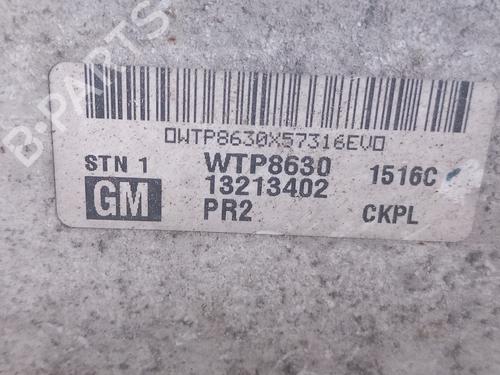 0WTP8630X57316EV0
STN 1 WTP8630 1516C
GM 13213402
PR2 CKPL
B-PARTS